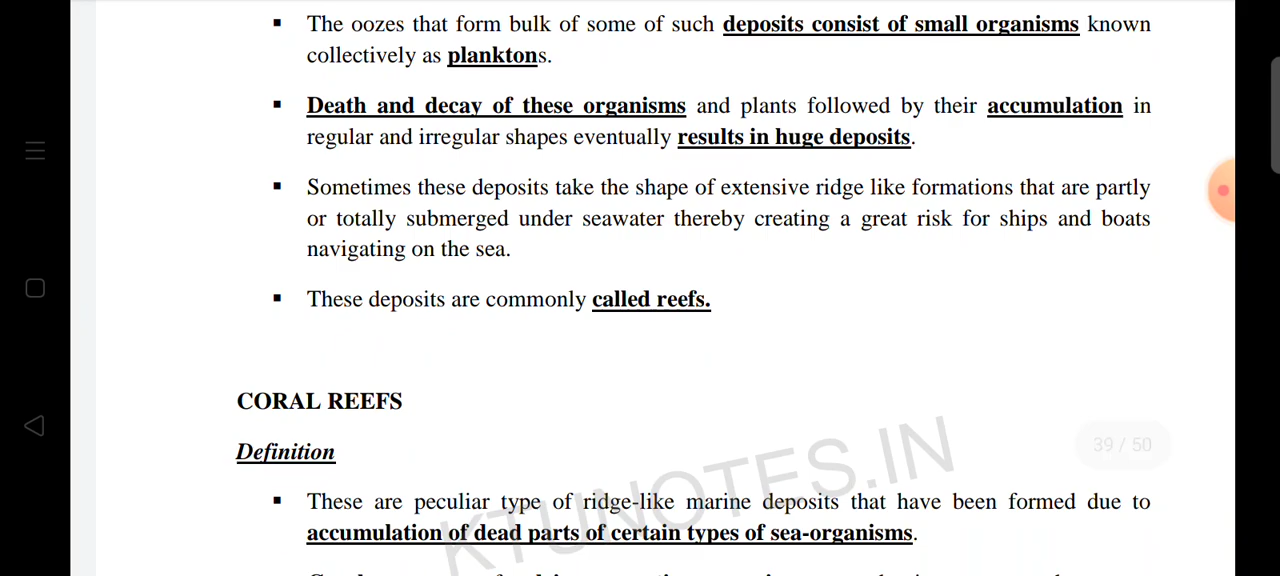 ▪ The oozes that form bulk of some of such deposits consist of small organisms known
collectively as planktons.
▪ Death and decay of these organisms and plants followed by their accumulation in
regular and irregular shapes eventually results in huge deposits.
▪ Sometimes these deposits take the shape of extensive ridge like formations that are partly
or totally submerged under seawater thereby creating a great risk for ships and boats
navigating on the sea.
▪ These deposits are commonly called reefs.
CORAL REEFS
Definition
39 / 50
▪ These are peculiar type of ridge-like marine deposits that have been formed due to
accumulation of dead parts of certain types of sea-organisms.
KTUNOTES.IN